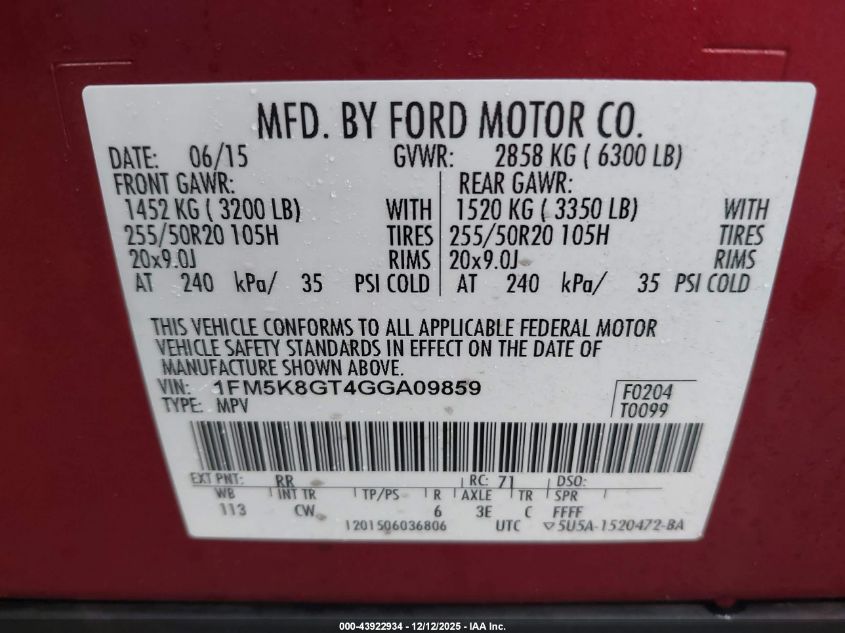 MFD. BY FORD MOTOR CO.
DATE: 06/15 GVWR: 2858 KG ( 6300 LB)
FRONT GAWR: REAR GAWR:
1452 KG ( 3200 LB) WITH 1520 KG ( 3350 LB) WITH
255/50R20 105H TIRES 255/50R20 105H TIRES
20x9.0J RIMS 20x9.0J RIMS
AT 240 kPa/ 35 PSI COLD AT 240 kPa/ 35 PSI COLD
THIS VEHICLE CONFORMS TO ALL APPLICABLE FEDERAL MOTOR
VEHICLE SAFETY STANDARDS IN EFFECT ON THE DATE OF
MANUFACTURE SHOWN ABOVE.
VIN: 1FM5K8GT4GGA09859 F0204
TYPE: MPV T0099
EXT PNT: RR RC: 71 DSO:
WB INT TR TP/PS R AXLE TR SPR
113 CW 6 3E C FFFF
1201506036806 UTC ▽5U5A-1520472-BA
000-43922934 - 12/12/2025 - IAA Inc.